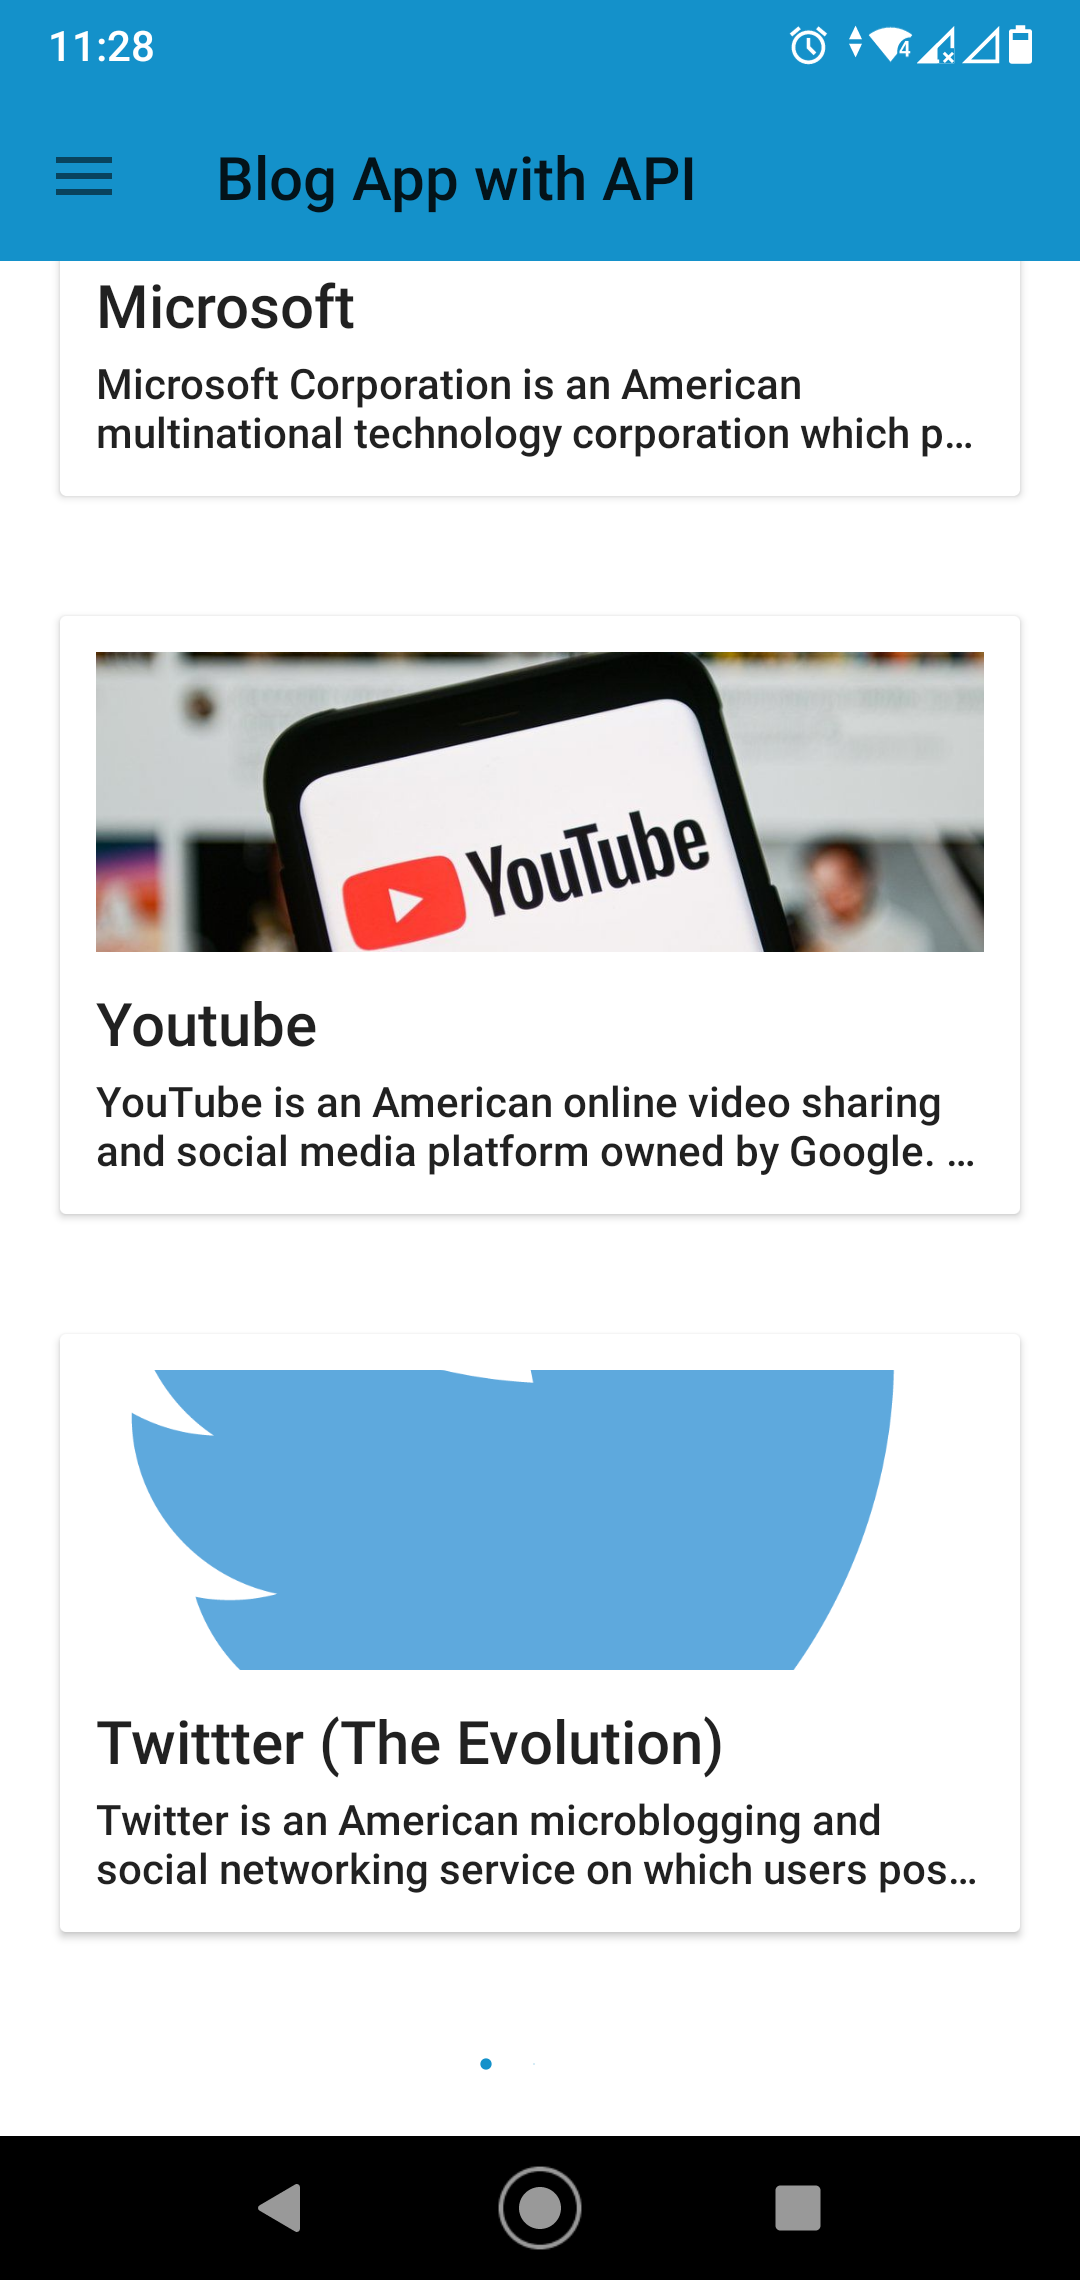 11:28
Blog App with API
Microsoft
Microsoft Corporation is an American
multinational technology corporation which p...
YouTube
Youtube
YouTube is an American online video sharing
and social media platform owned by Google. ...
Twittter (The Evolution)
Twitter is an American microblogging and
social networking service on which users pos...